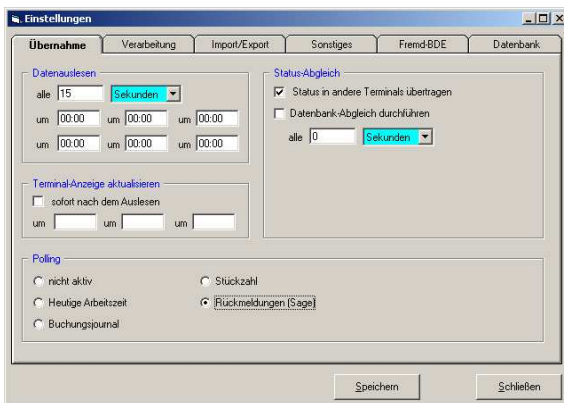 Einstellungen
Übernahme Verarbeitung Import/Export Sonstiges Fremd-BDE Datenbank
Datenauslesen
alle 15 Sekunden
um 00:00 um 00:00 um 00:00
um 00:00 um 00:00 um 00:00
Status-Abgleich
Status in andere Terminals übertragen
Datenbank-Abgleich durchführen
alle 0 Sekunden
Terminal-Anzeige aktualisieren
sofort nach dem Auslesen
um um um
Polling
nicht aktiv
Heutige Arbeitszeit
Buchungsjournal
Stückzahl
Rückmeldungen (Sage)
Speichern Schließen